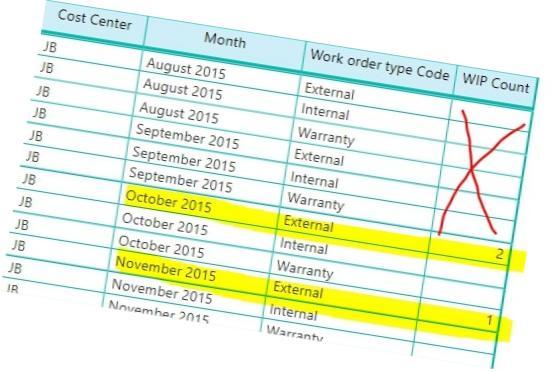 Cost Center Month Work order type Code WIP Count
JB August 2015 External
JB August 2015 Internal
JB August 2015 Warranty
JB September 2015 External
JB September 2015 Internal
JB September 2015 Warranty
JB October 2015 External 2
JB October 2015 Internal
JB October 2015 Warranty
JB November 2015 External 1
JB November 2015 Internal
JB November 2015 Warranty